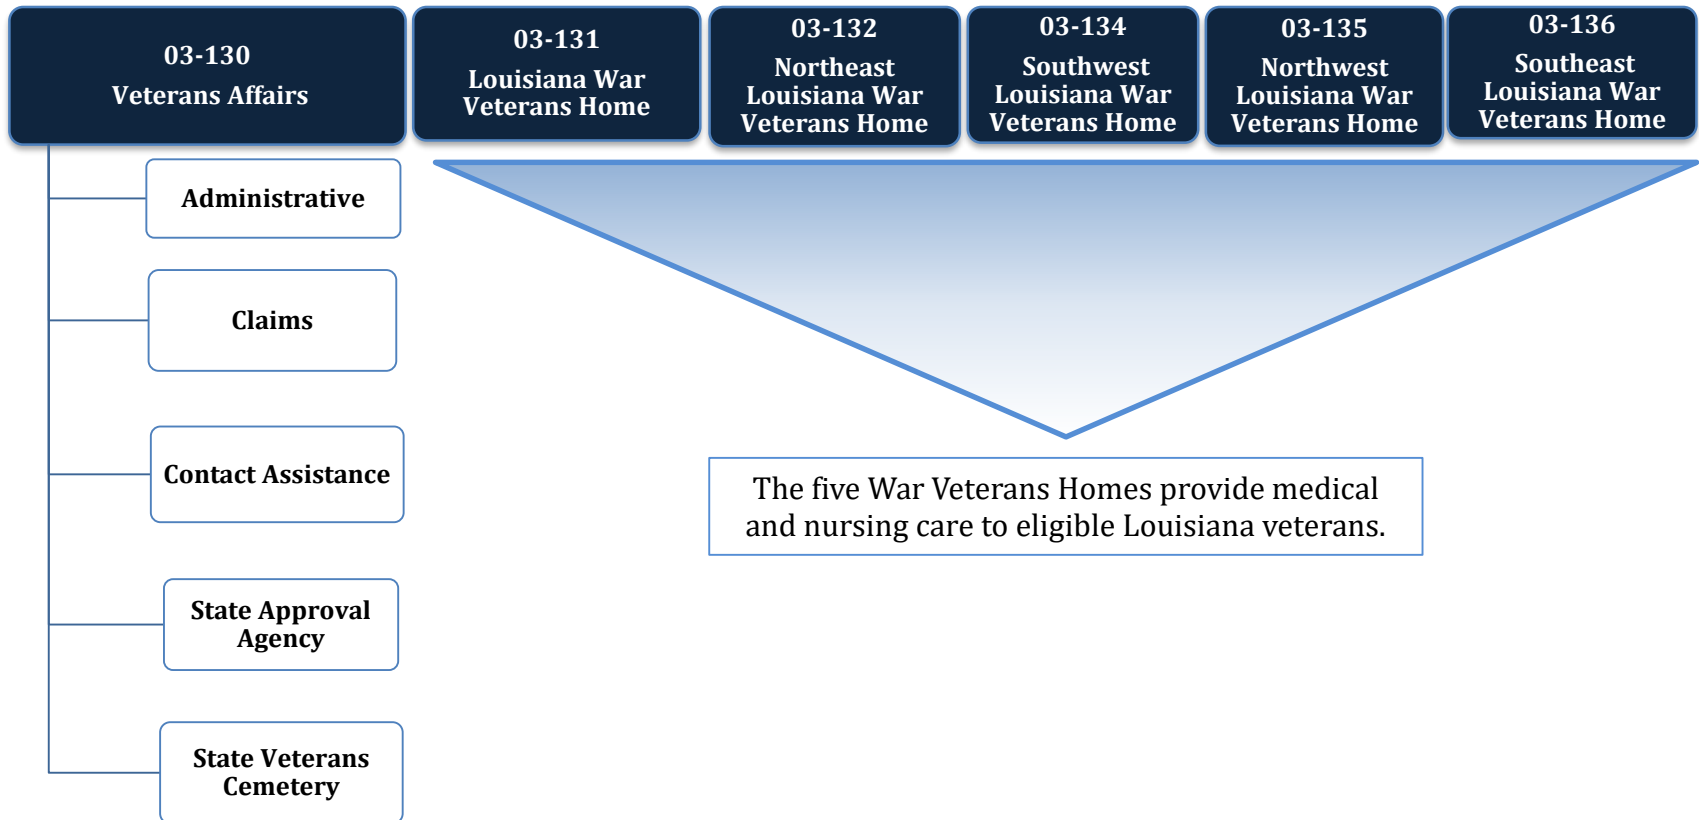 03-130
Veterans Affairs
03-131
Louisiana War
Veterans Home
03-132
Northeast
Louisiana War
Veterans Home
03-134
Southwest
Louisiana War
Veterans Home
03-135
Northwest
Louisiana War
Veterans Home
03-136
Southeast
Louisiana War
Veterans Home
Administrative
Claims
Contact Assistance
State Approval
Agency
State Veterans
Cemetery
The five War Veterans Homes provide medical
and nursing care to eligible Louisiana veterans.